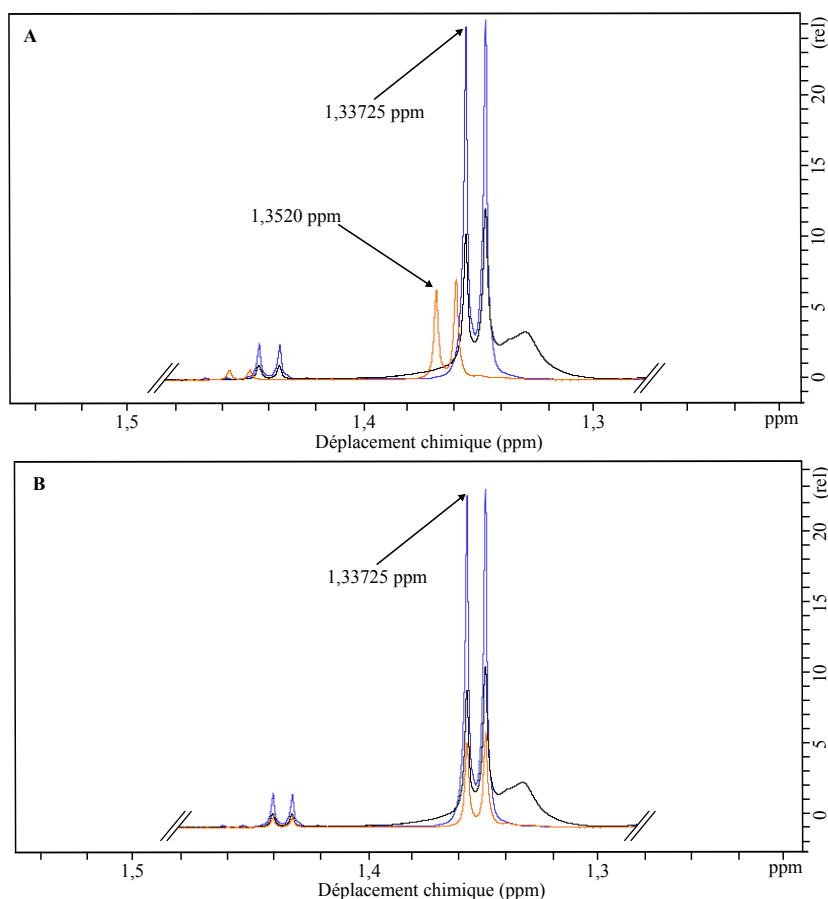 A
(rel)
20
15
10
5
0
1,33725 ppm
1,3520 ppm
1,5
1,4
1,3
ppm
Déplacement chimique (ppm)
B
(rel)
20
15
10
5
0
1,33725 ppm
1,5
1,4
1,3
ppm
Déplacement chimique (ppm)